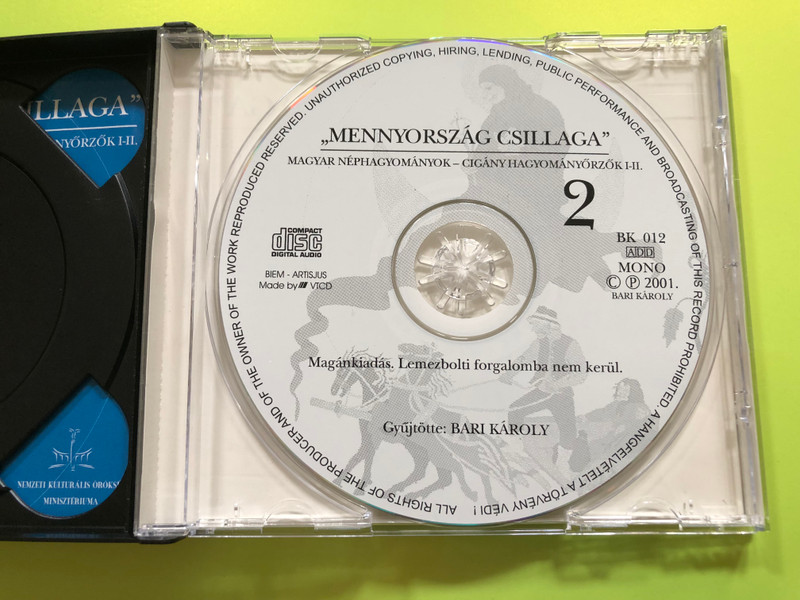 ILLAGA”
NYŐRZŐK I-II.
NEMZETI KULTURÁLIS ÖRÖKS
MINISZTÉRIUMA
ALL RIGHTS OF THE PRODUCER AND OF THE OWNER OF THE WORK REPRODUCED RESERVED. UNAUTHORIZED COPYING, HIRING, LENDING, PUBLIC PERFORMANCE AND BROADCASTING OF THIS RECORD PROHIBITED. A HANGFELVÉTELT A TÖRVÉNY VÉDI !
„MENNYORSZÁG CSILLAGA”
MAGYAR NÉPHAGYOMÁNYOK – CIGÁNY HAGYOMÁNYŐRZŐK I-II.
2
COMPACT
disc
DIGITAL AUDIO
BIEM - ARTISJUS
Made by VTCD
BK 012
ADD
MONO
© ℗ 2001.
BARI KÁROLY
Magánkiadás. Lemezbolti forgalomba nem kerül.
Gyűjtötte: BARI KÁROLY